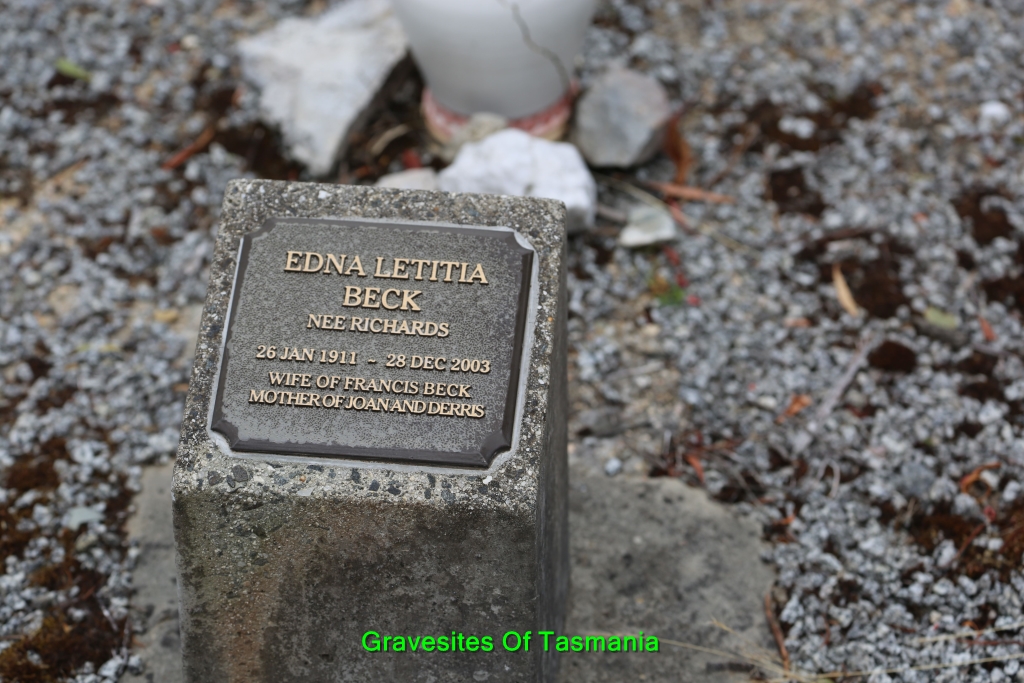 EDNA LETITIA
BECK
NEE RICHARDS
26 JAN 1911 ~ 28 DEC 2003
WIFE OF FRANCIS BECK
MOTHER OF JOAN AND DERRIS
Gravesites Of Tasmania